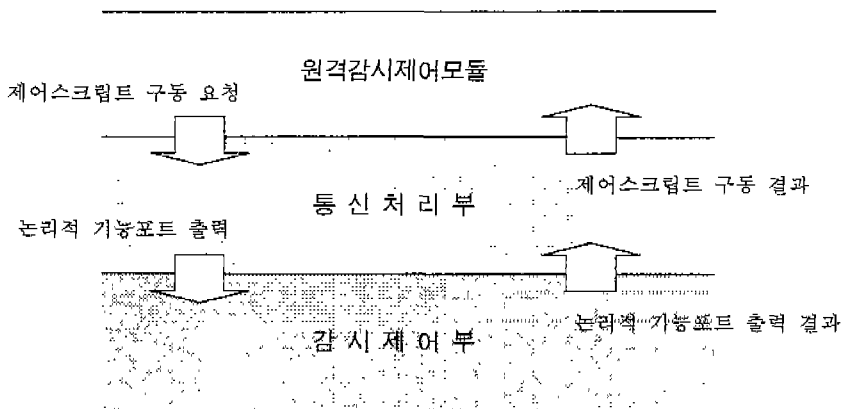 원격감시제어모듈
제어스크립트 구동 요청
제어스크립트 구동 결과
통신처리부
논리적 기능포트 출력
논리적 기능포트 출력 결과
감시제어부